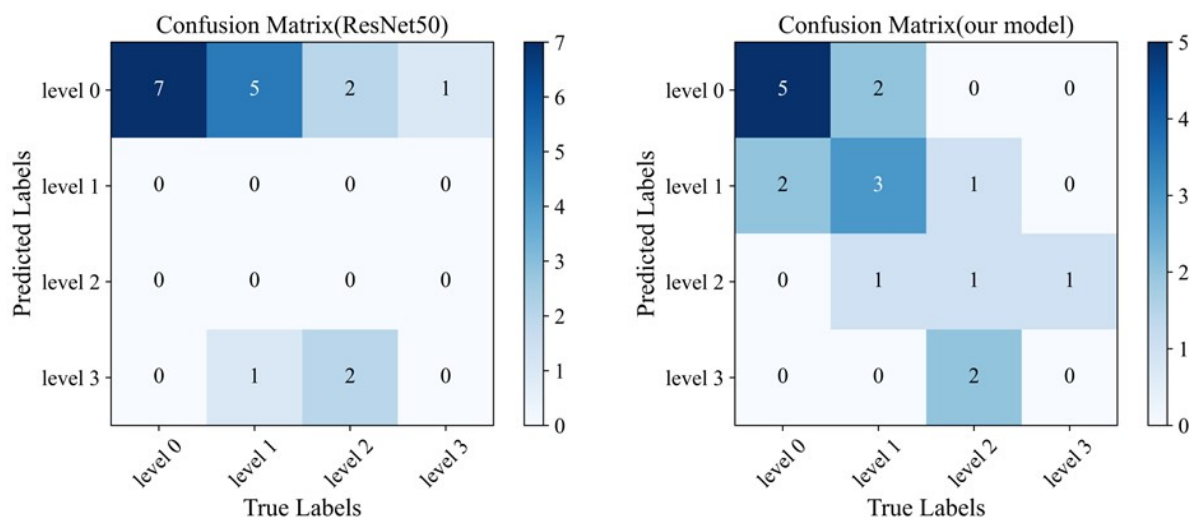 Confusion Matrix(ResNet50)
level 0 7 5 2 1
level 1 0 0 0 0
level 2 0 0 0 0
level 3 0 1 2 0
level 0 level 1 level 2 level 3
True Labels
Predicted Labels
7
6
5
4
3
2
1
0
Confusion Matrix(our model)
level 0 5 2 0 0
level 1 2 3 1 0
level 2 0 1 1 1
level 3 0 0 2 0
level 0 level 1 level 2 level 3
True Labels
Predicted Labels
5
4
3
2
1
0